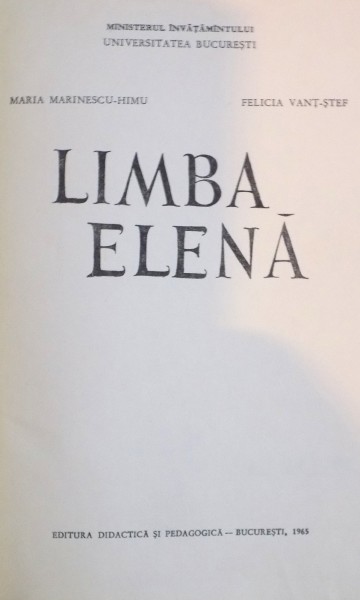 MINISTERUL ÎNVĂȚĂMÎNTULUI
UNIVERSITATEA BUCUREȘTI
MARIA MARINESCU-HIMU FELICIA VANȚ-ȘTEF
LIMBA
ELENĂ
EDITURA DIDACTICĂ ȘI PEDAGOGICĂ — BUCUREȘTI, 1965